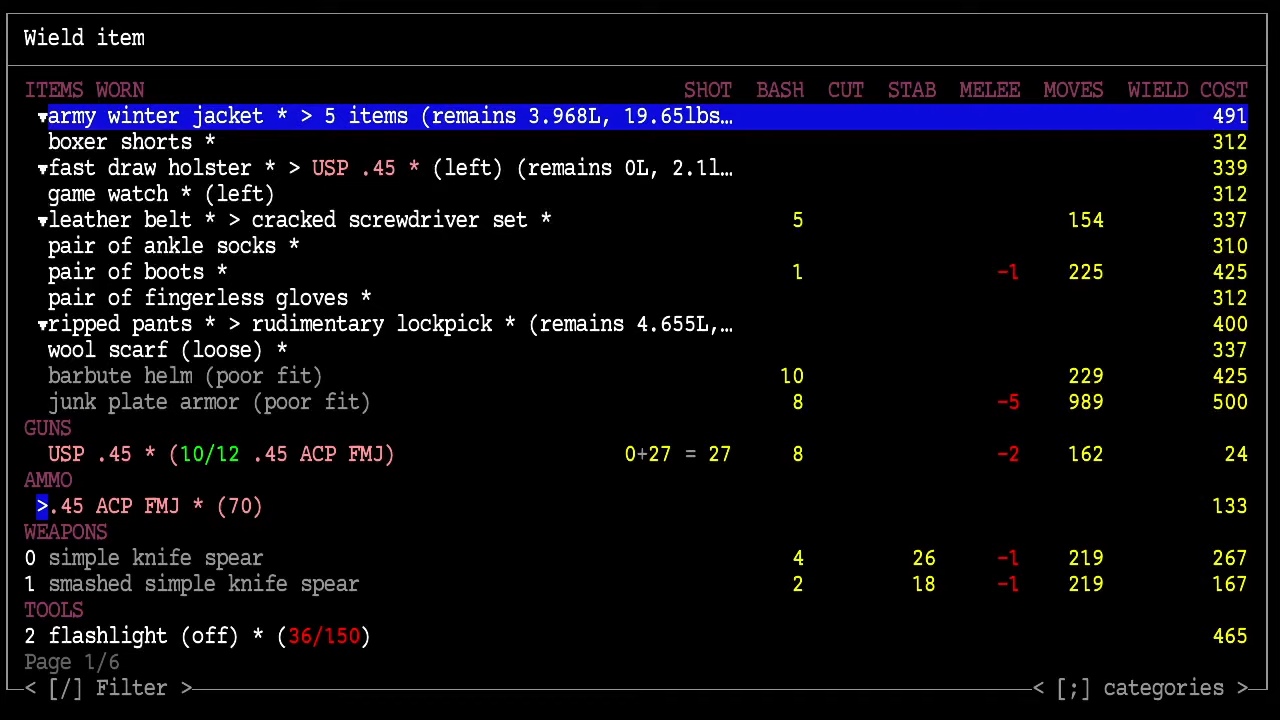 Wield item
ITEMS WORN SHOT BASH CUT STAB MELEE MOVES WIELD COST
▾army winter jacket * > 5 items (remains 3.968L, 19.65lbs… 491
boxer shorts * 312
▾fast draw holster * > USP .45 * (left) (remains 0L, 2.1l… 339
game watch * (left) 312
▾leather belt * > cracked screwdriver set * 5 154 337
pair of ankle socks * 310
pair of boots * 1 -1 225 425
pair of fingerless gloves * 312
▾ripped pants * > rudimentary lockpick * (remains 4.655L,… 400
wool scarf (loose) * 337
barbute helm (poor fit) 10 229 425
junk plate armor (poor fit) 8 -5 989 500
GUNS
USP .45 * (10/12 .45 ACP FMJ) 0+27 = 27 8 -2 162 24
AMMO
>.45 ACP FMJ * (70) 133
WEAPONS
0 simple knife spear 4 26 -1 219 267
1 smashed simple knife spear 2 18 -1 219 167
TOOLS
2 flashlight (off) * (36/150) 465
Page 1/6
< [/] Filter > < [;] categories >